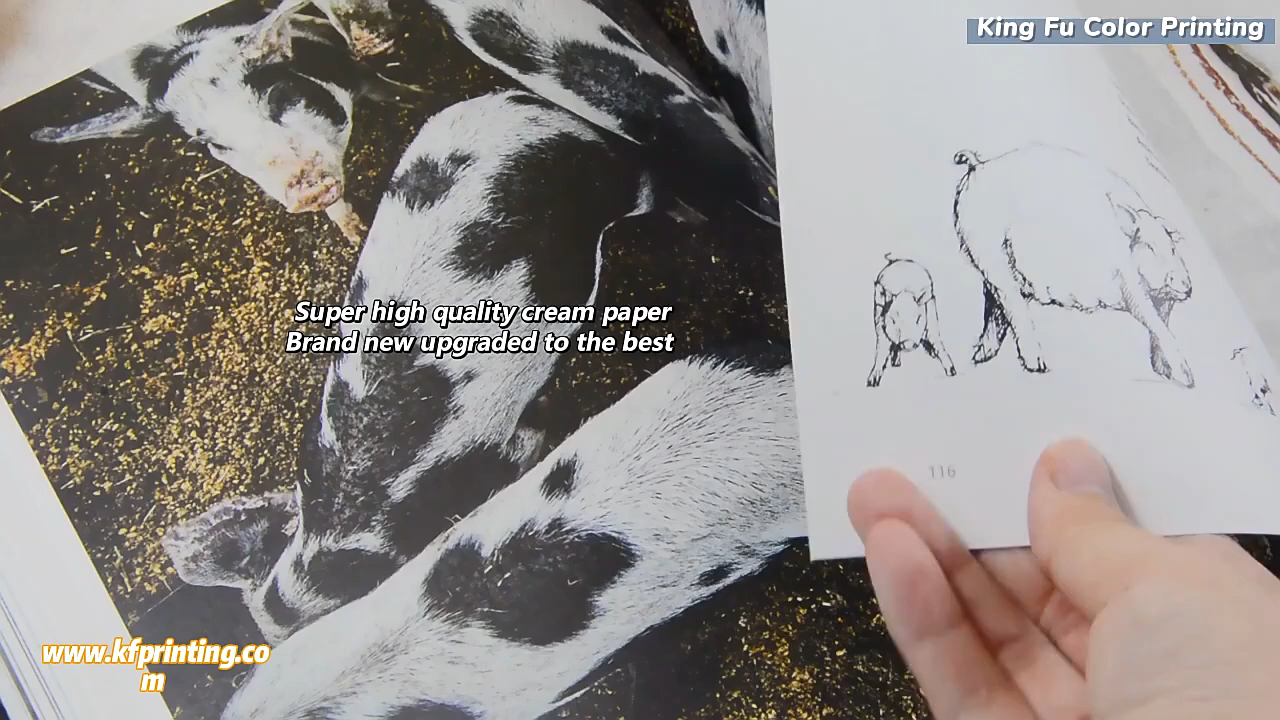 King Fu Color Printing
Super high quality cream paper
Brand new upgraded to the best
116
www.kfprinting.co
m